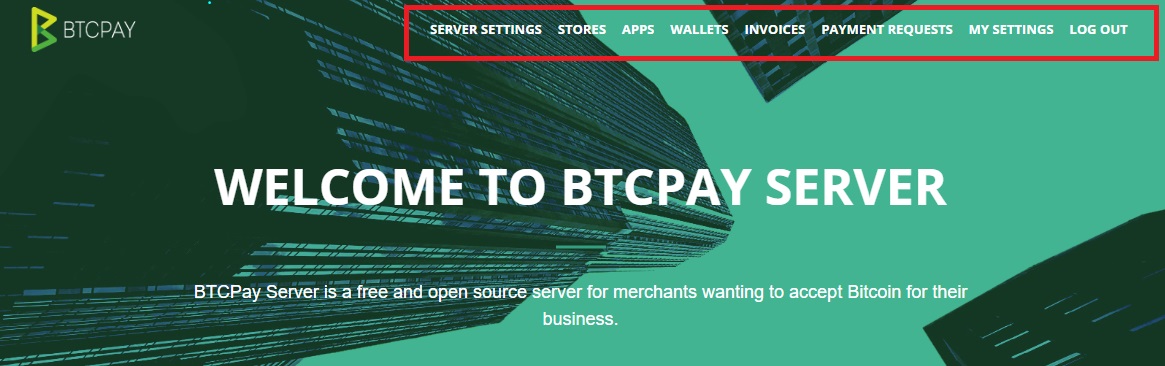 BTCPAY
SERVER SETTINGS STORES APPS WALLETS INVOICES PAYMENT REQUESTS MY SETTINGS LOG OUT
WELCOME TO BTCPAY SERVER
BTCPay Server is a free and open source server for merchants wanting to accept Bitcoin for their
business.